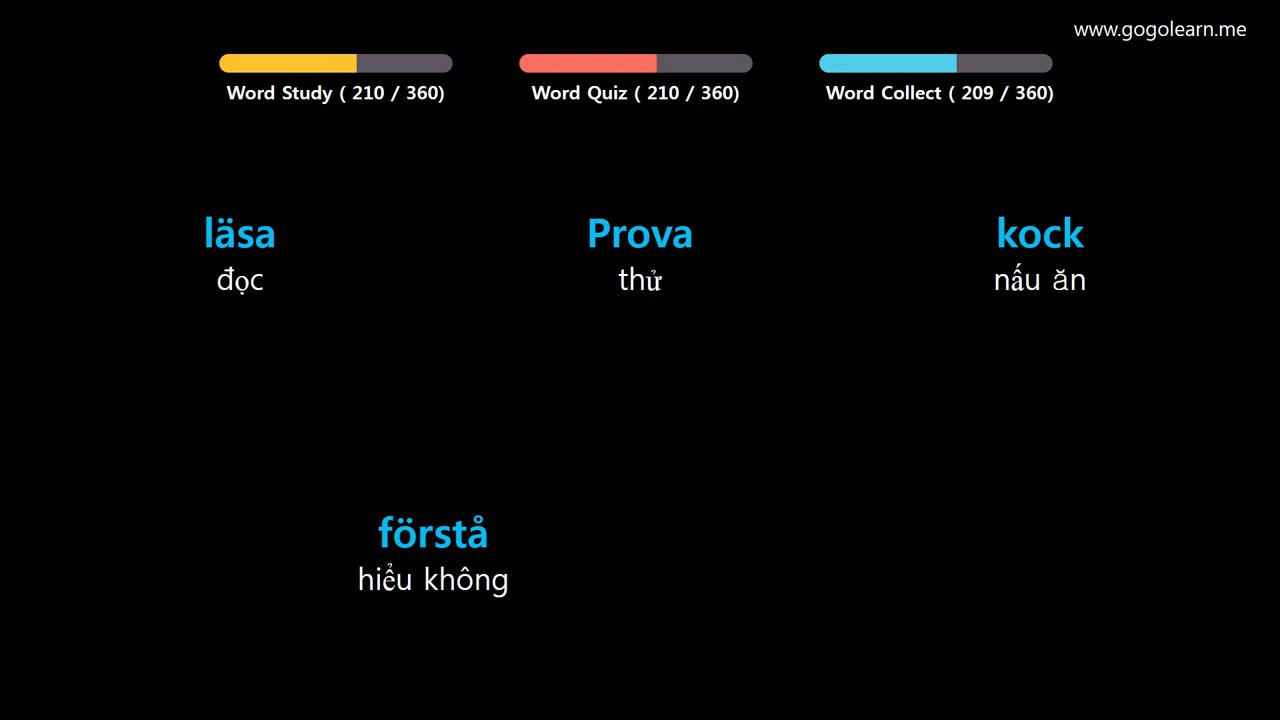 www.gogolearn.me
Word Study ( 210 / 360)
Word Quiz ( 210 / 360)
Word Collect ( 209 / 360)
läsa
đọc
Prova
thử
kock
nấu ăn
förstå
hiểu không